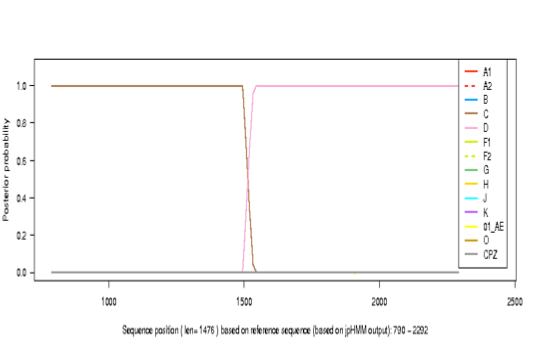 Posterior probability
1.0
0.8
0.6
0.4
0.2
0.0
1000 1500 2000 2500
A1
A2
B
C
D
F1
F2
G
H
J
K
01_AE
O
CPZ
Sequence position ( len= 1476 ) based on reference sequence (based on jpHMM output): 790 - 2292